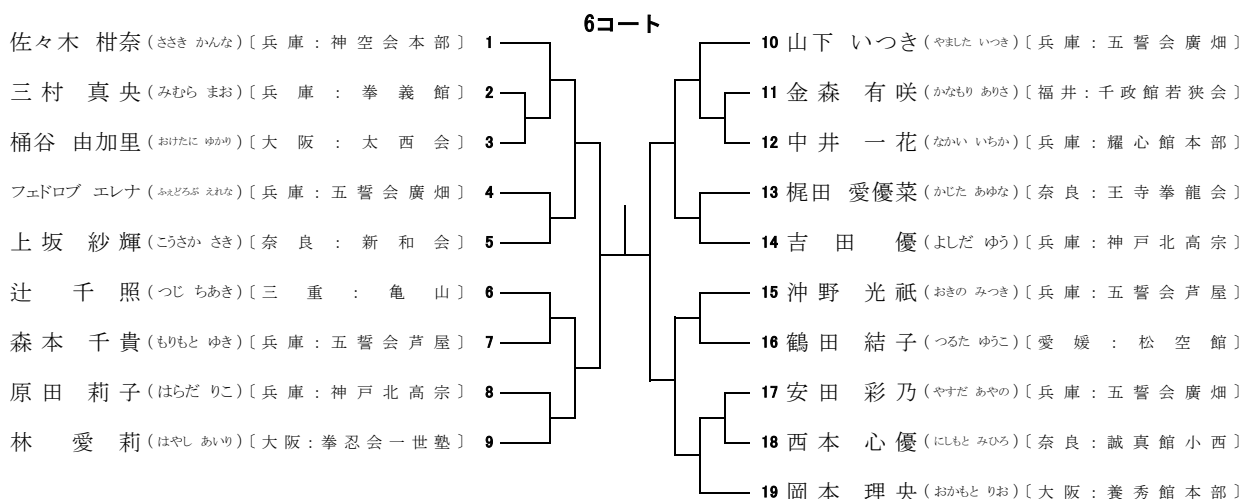 6コート
佐々木 柑奈 (ささき かんな) 〔兵庫:神空会本部〕 1
三村 真央 (みむら まお) 〔兵庫:拳義館〕 2
桶谷 由加里 (おけたに ゆかり) 〔大阪:太西会〕 3
フェドロブ エレナ (ふぇどろぶ えれな) 〔兵庫:五誓会廣畑〕 4
上坂 紗輝 (こうさか さき) 〔奈良:新和会〕 5
辻 千照 (つじ ちあき) 〔三重:亀山〕 6
森本 千貴 (もりもと ゆき) 〔兵庫:五誓会芦屋〕 7
原田 莉子 (はらだ りこ) 〔兵庫:神戸北高宗〕 8
林 愛莉 (はやし あいり) 〔大阪:拳忍会一世塾〕 9
10 山下 いつき (やました いつき) 〔兵庫:五誓会廣畑〕
11 金森 有咲 (かなもり ありさ) 〔福井:千政館若狭会〕
12 中井 一花 (なかい いちか) 〔兵庫:耀心館本部〕
13 梶田 愛優菜 (かじた あゆな) 〔奈良:王寺拳龍会〕
14 吉田 優 (よしだ ゆう) 〔兵庫:神戸北高宗〕
15 沖野 光祇 (おきの みつき) 〔兵庫:五誓会芦屋〕
16 鶴田 結子 (つるた ゆうこ) 〔愛媛:松空館〕
17 安田 彩乃 (やすだ あやの) 〔兵庫:五誓会廣畑〕
18 西本 心優 (にしもと みひろ) 〔奈良:誠真館小西〕
19 岡本 理央 (おかもと りお) 〔大阪:養秀館本部〕